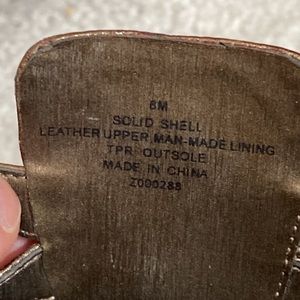 8M
SOLID SHELL
LEATHER UPPER MAN-MADE LINING
TPR OUTSOLE
MADE IN CHINA
Z000288